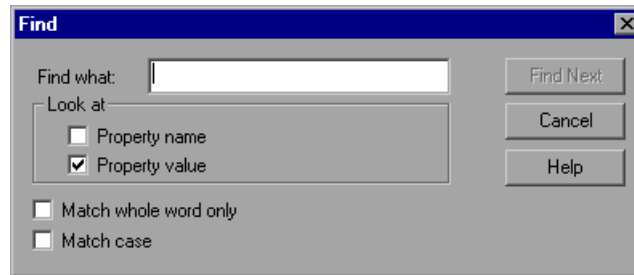 Find
Find what:
Find Next
Look at
Property name
Cancel
Property value
Help
Match whole word only
Match case